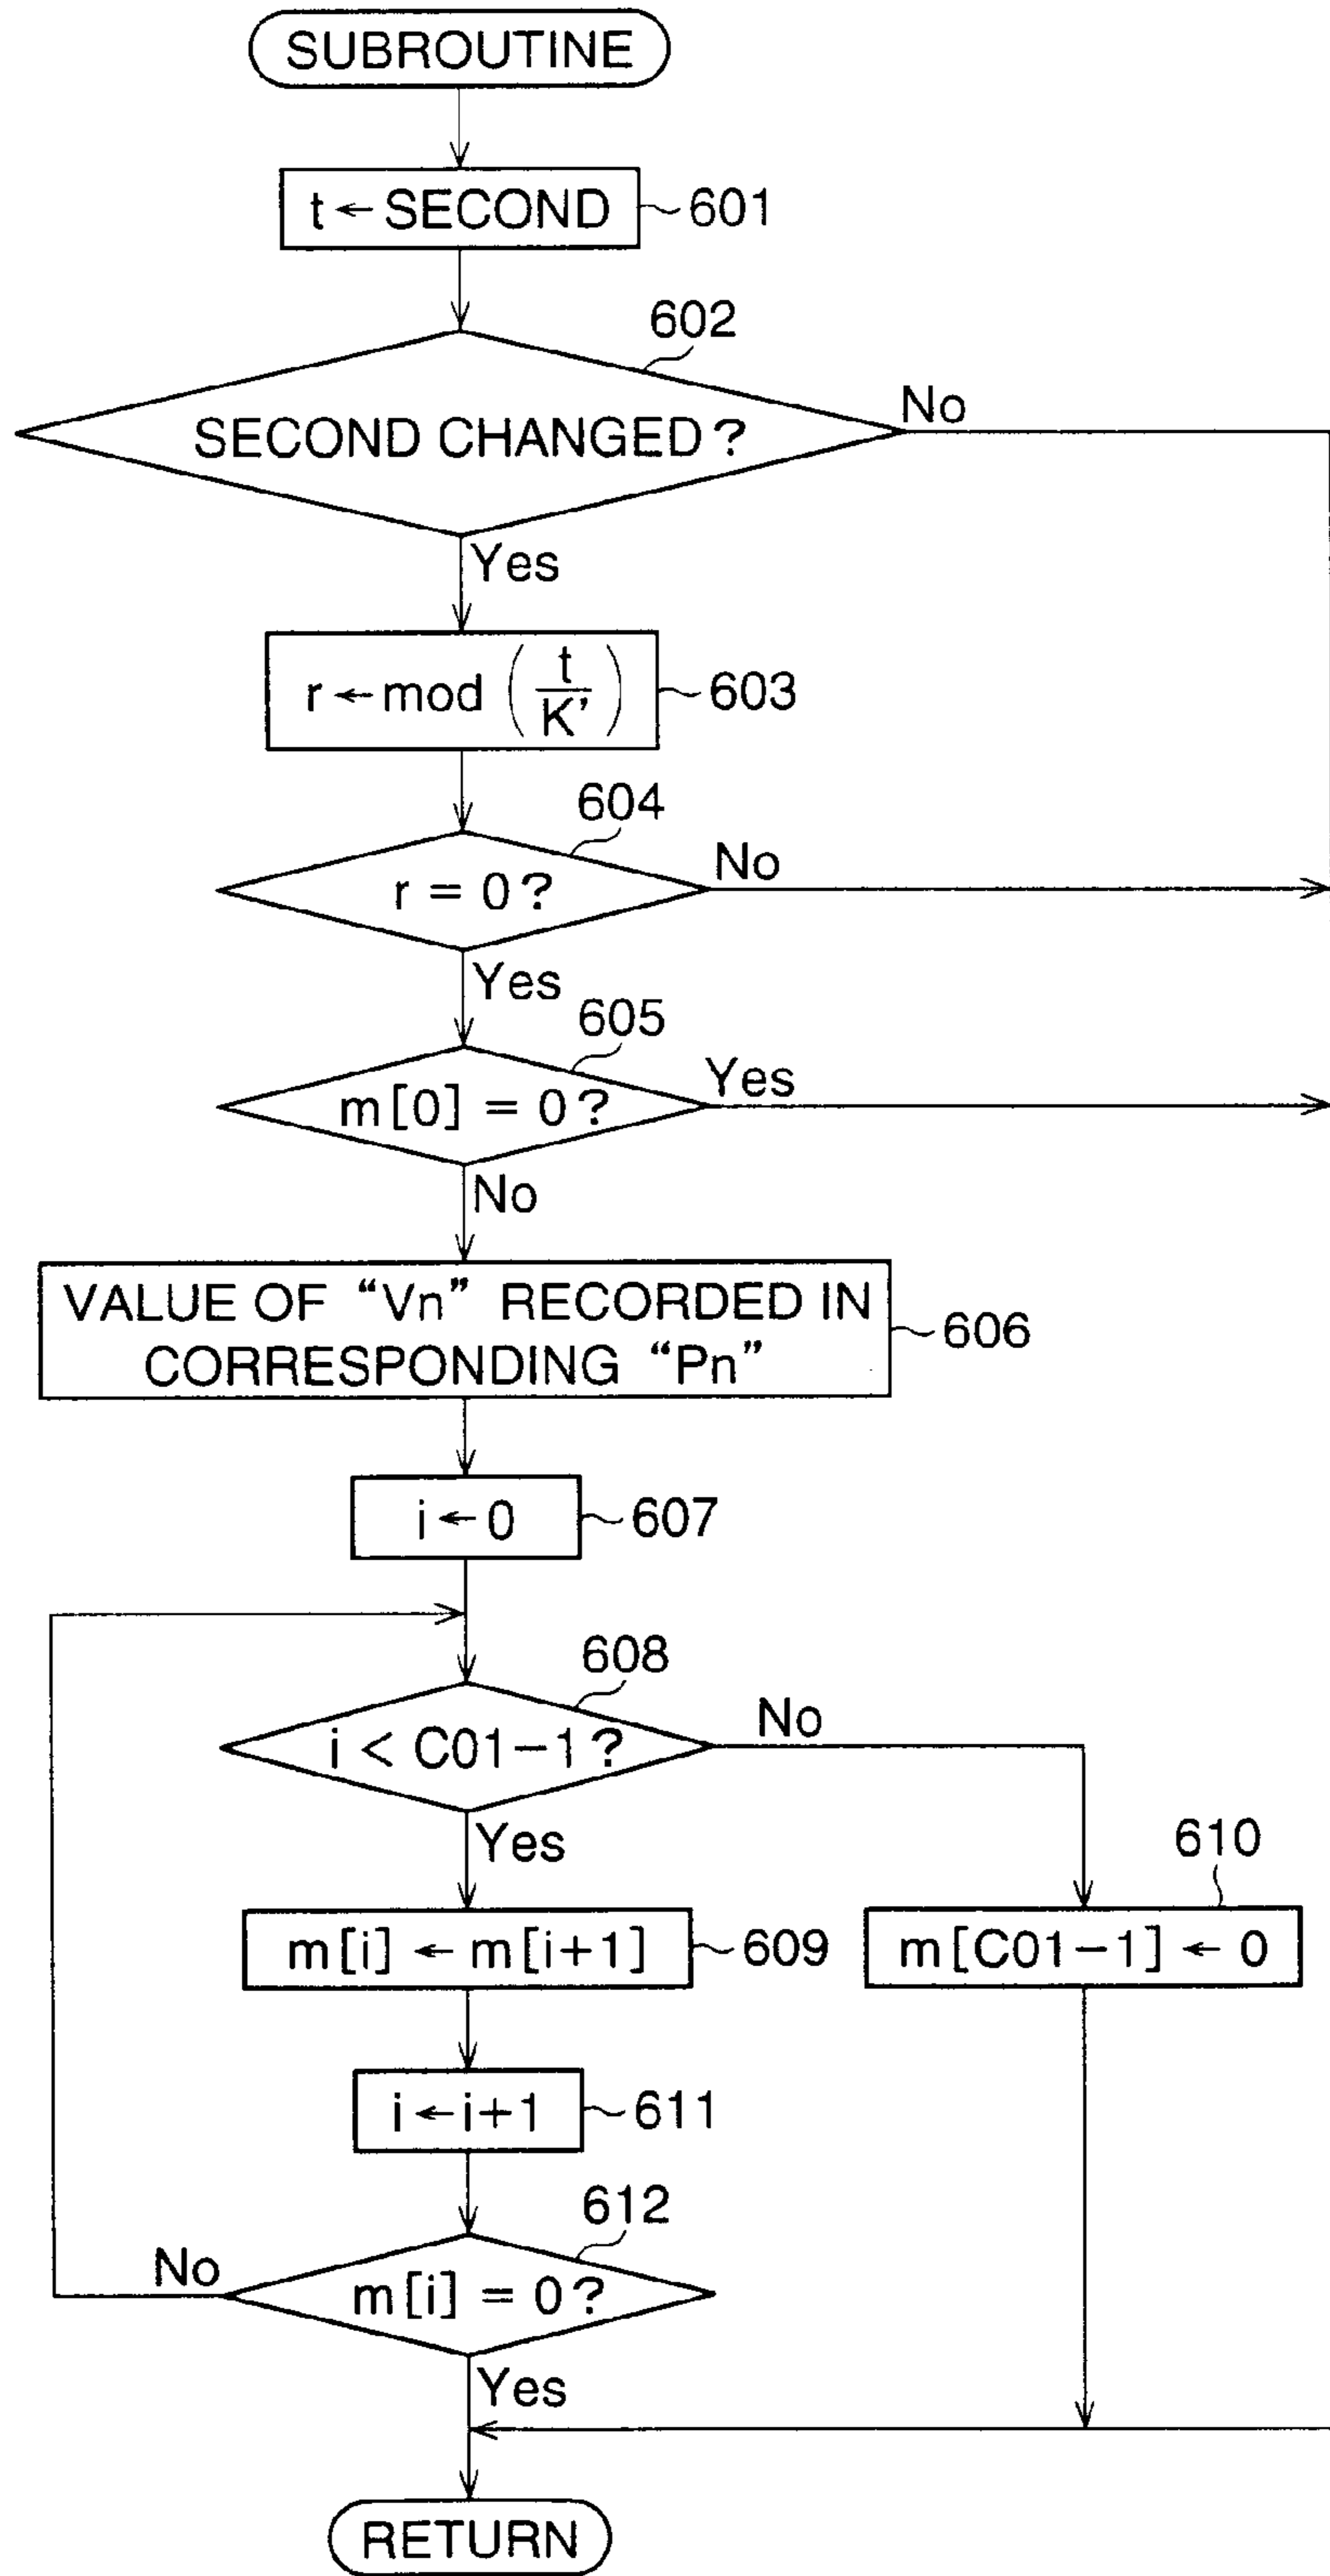 SUBROUTINE
t ← SECOND
601
602
SECOND CHANGED?
No
Yes
r ← mod (t/K')
603
604
r = 0?
No
Yes
605
m[0] = 0?
Yes
No
VALUE OF “Vn” RECORDED IN
CORRESPONDING “Pn”
606
i ← 0
607
608
i < C01-1?
No
Yes
610
m[i] ← m[i+1]
609
m[C01-1] ← 0
i ← i+1
611
612
m[i] = 0?
No
Yes
RETURN